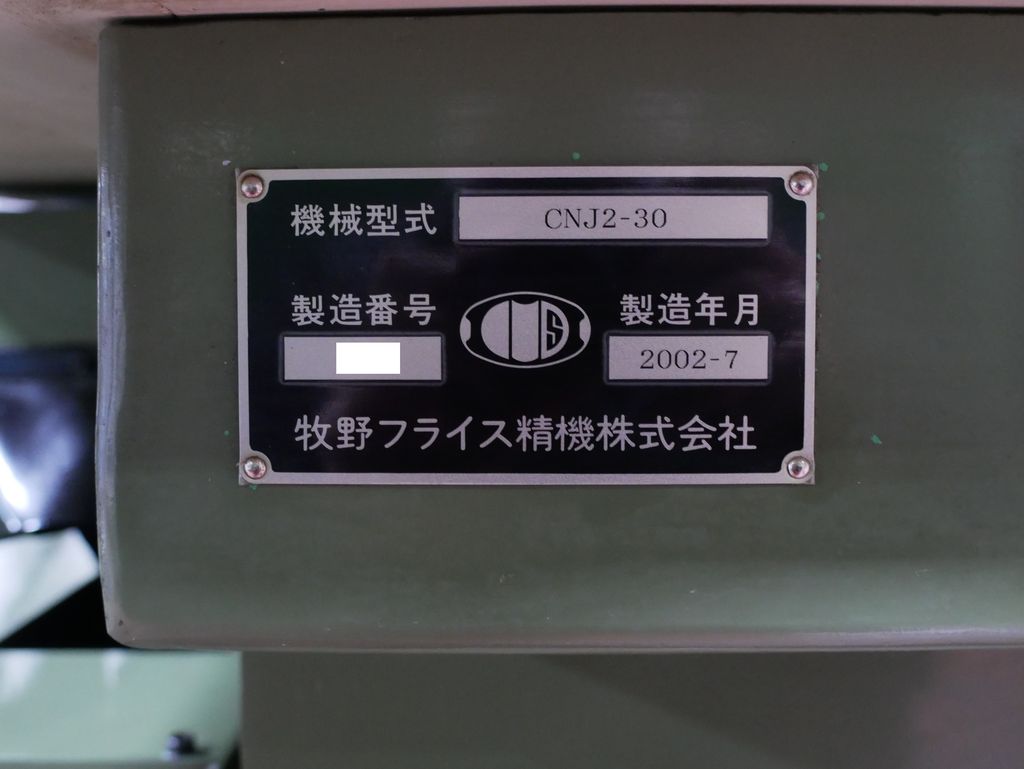 機械型式 CNJ2-30
製造番号 製造年月
2002-7
牧野フライス精機株式会社